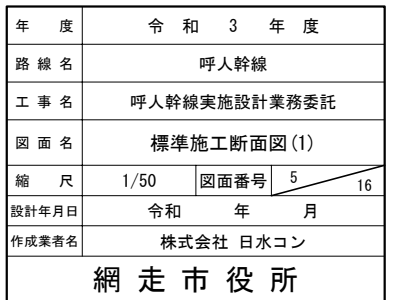 年 度 令 和 3 年 度
路 線 名 呼人幹線
工 事 名 呼人幹線実施設計業務委託
図 面 名 標準施工断面図(1)
縮 尺 1/50 図面番号 5/16
設計年月日 令和 年 月
作成業者名 株式会社 日水コン
網 走 市 役 所